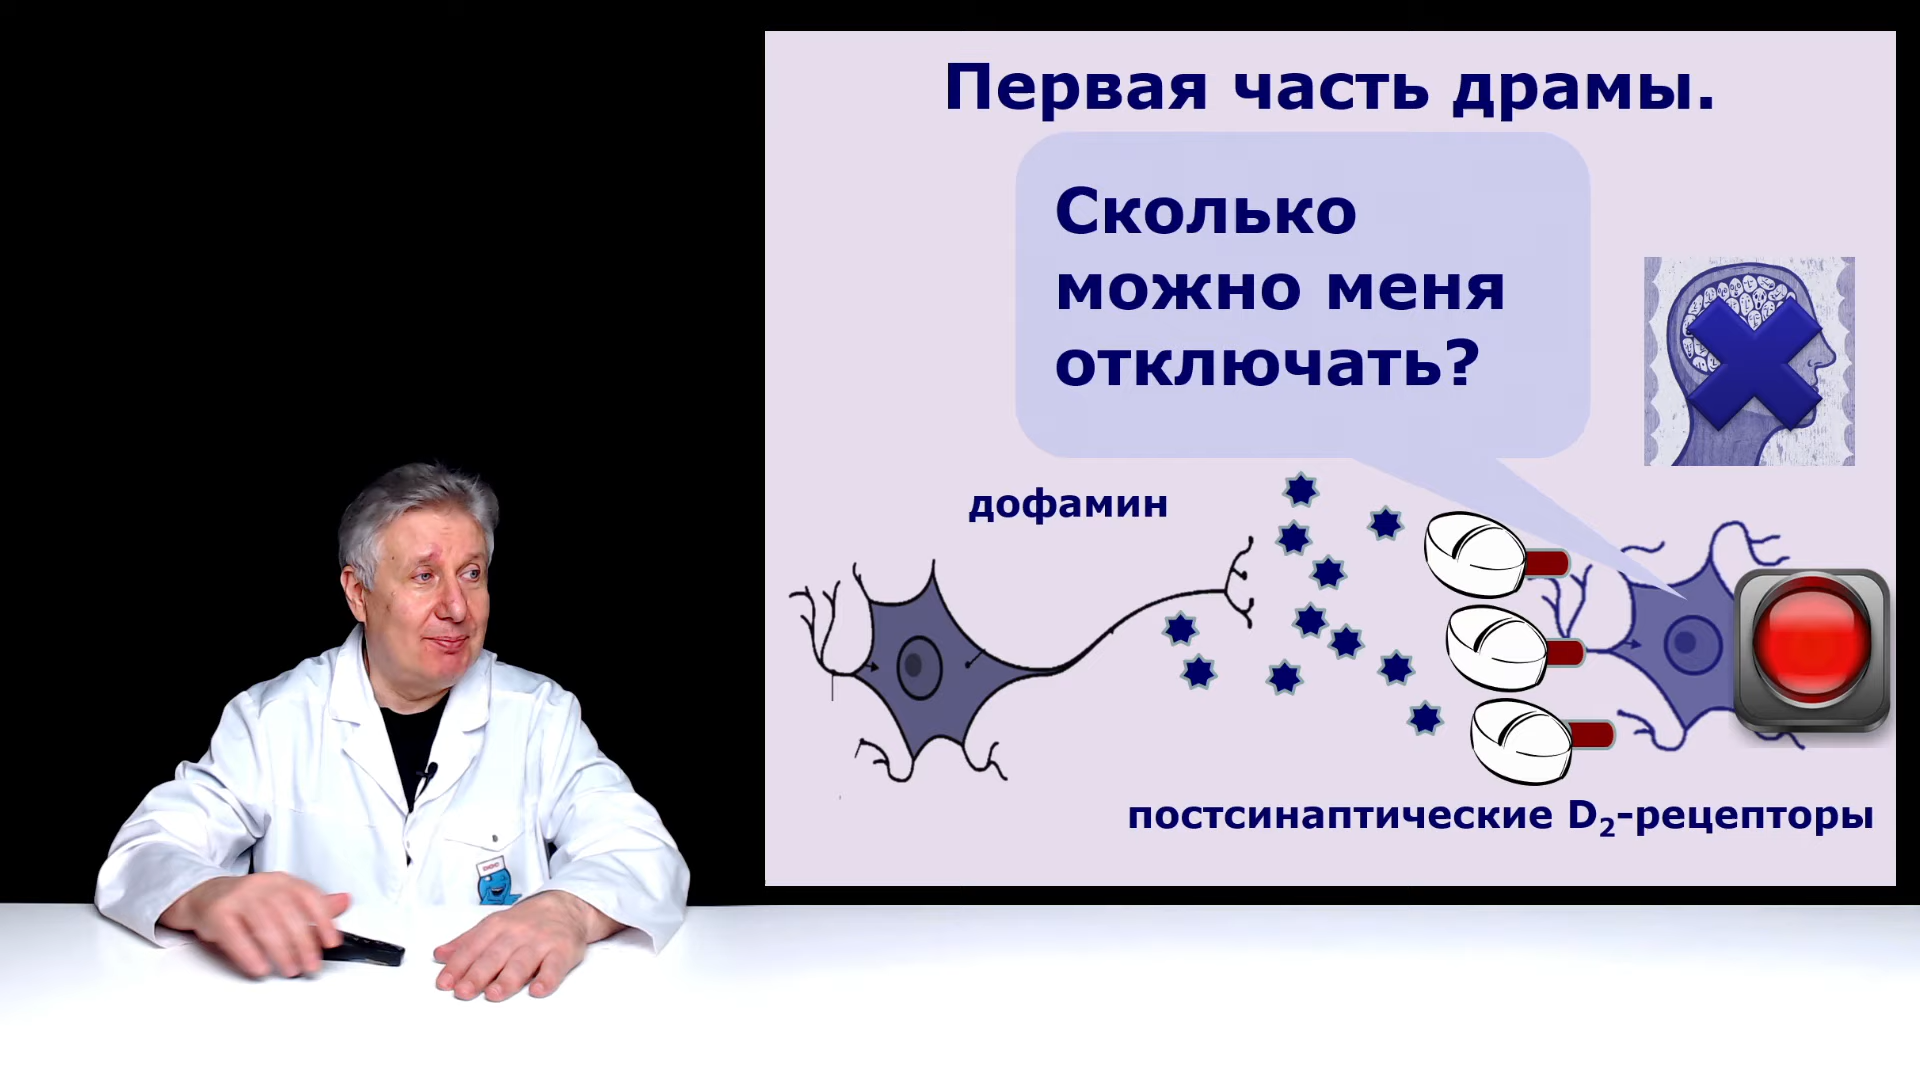 Первая часть драмы.
Сколько
можно меня
отключать?
дофамин
постсинаптические D₂-рецепторы